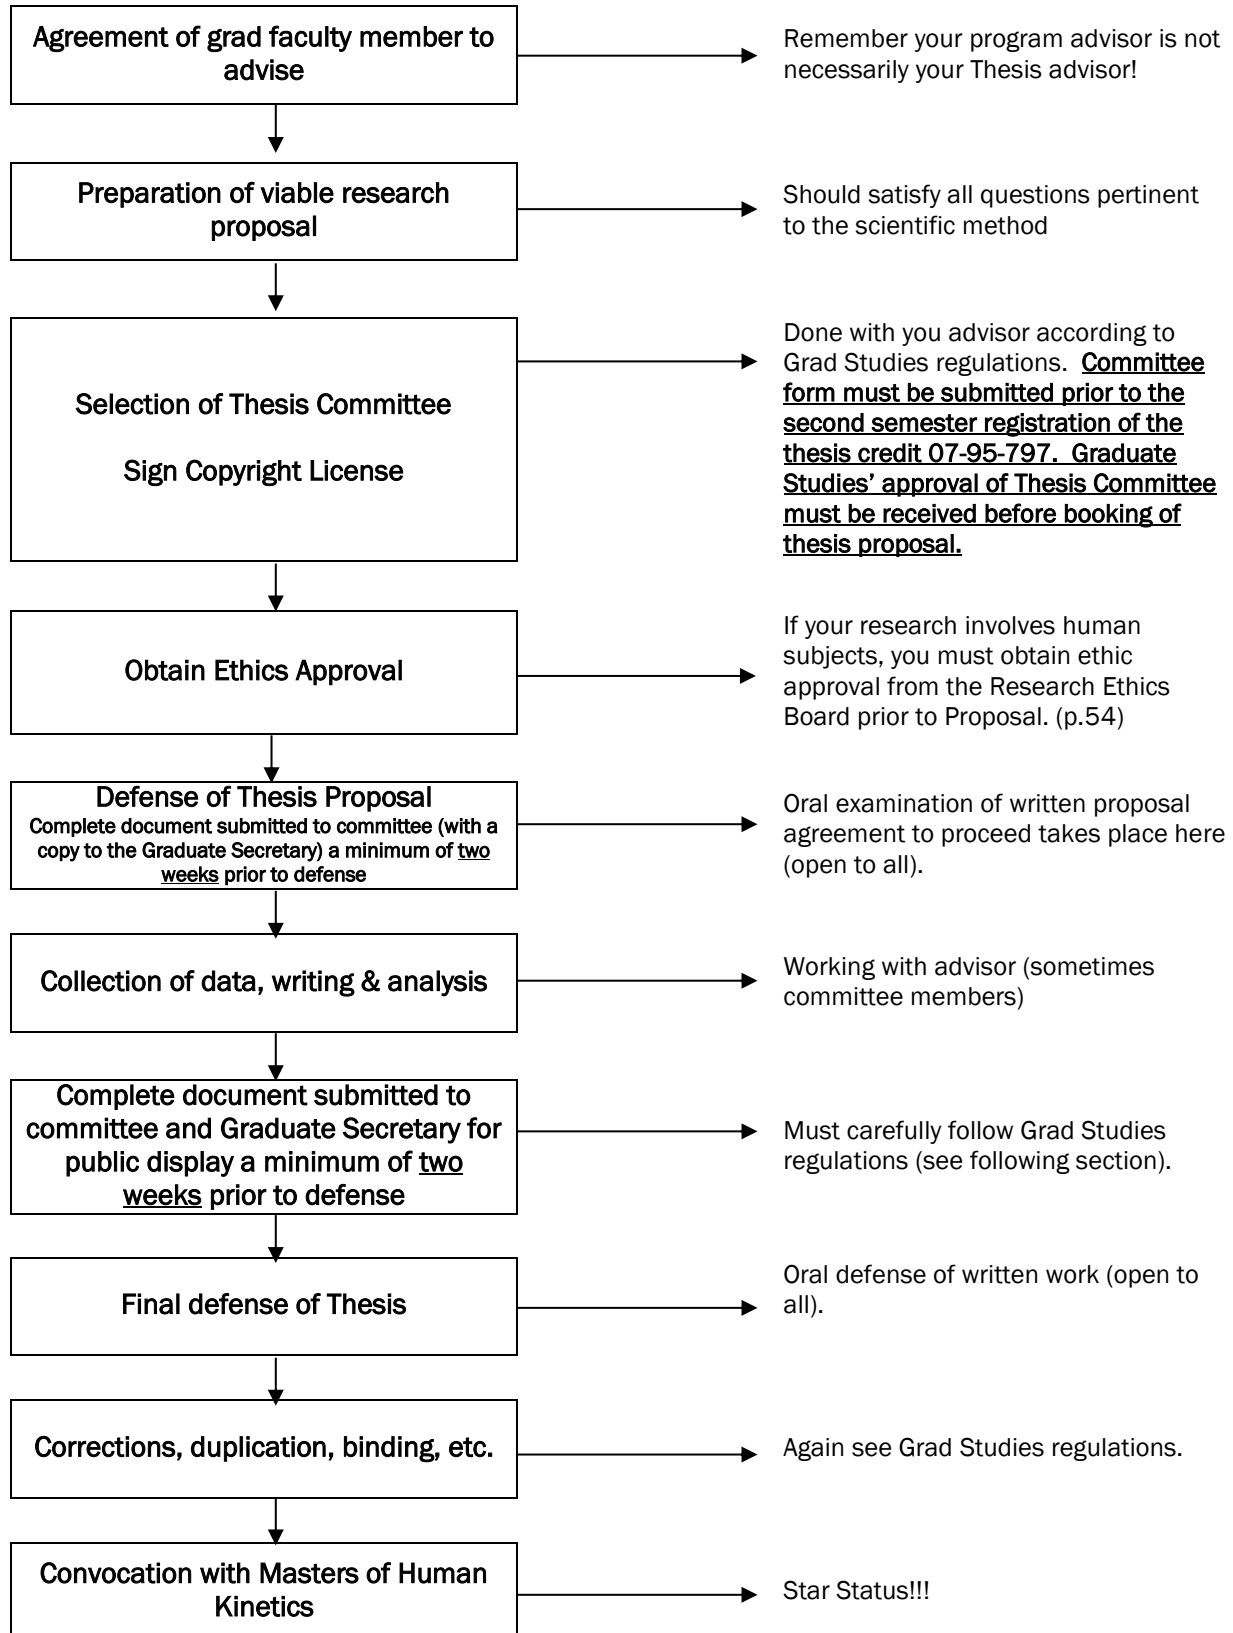 Agreement of grad faculty member to
advise
Remember your program advisor is not
necessarily your Thesis advisor!
Preparation of viable research
proposal
Should satisfy all questions pertinent
to the scientific method
Selection of Thesis Committee
Sign Copyright License
Done with you advisor according to
Grad Studies regulations. Committee
form must be submitted prior to the
second semester registration of the
thesis credit 07-95-797. Graduate
Studies’ approval of Thesis Committee
must be received before booking of
thesis proposal.
Obtain Ethics Approval
If your research involves human
subjects, you must obtain ethic
approval from the Research Ethics
Board prior to Proposal. (p.54)
Defense of Thesis Proposal
Complete document submitted to committee (with a
copy to the Graduate Secretary) a minimum of two
weeks prior to defense
Oral examination of written proposal
agreement to proceed takes place here
(open to all).
Collection of data, writing & analysis
Working with advisor (sometimes
committee members)
Complete document submitted to
committee and Graduate Secretary for
public display a minimum of two
weeks prior to defense
Must carefully follow Grad Studies
regulations (see following section).
Final defense of Thesis
Oral defense of written work (open to
all).
Corrections, duplication, binding, etc.
Again see Grad Studies regulations.
Convocation with Masters of Human
Kinetics
Star Status!!!